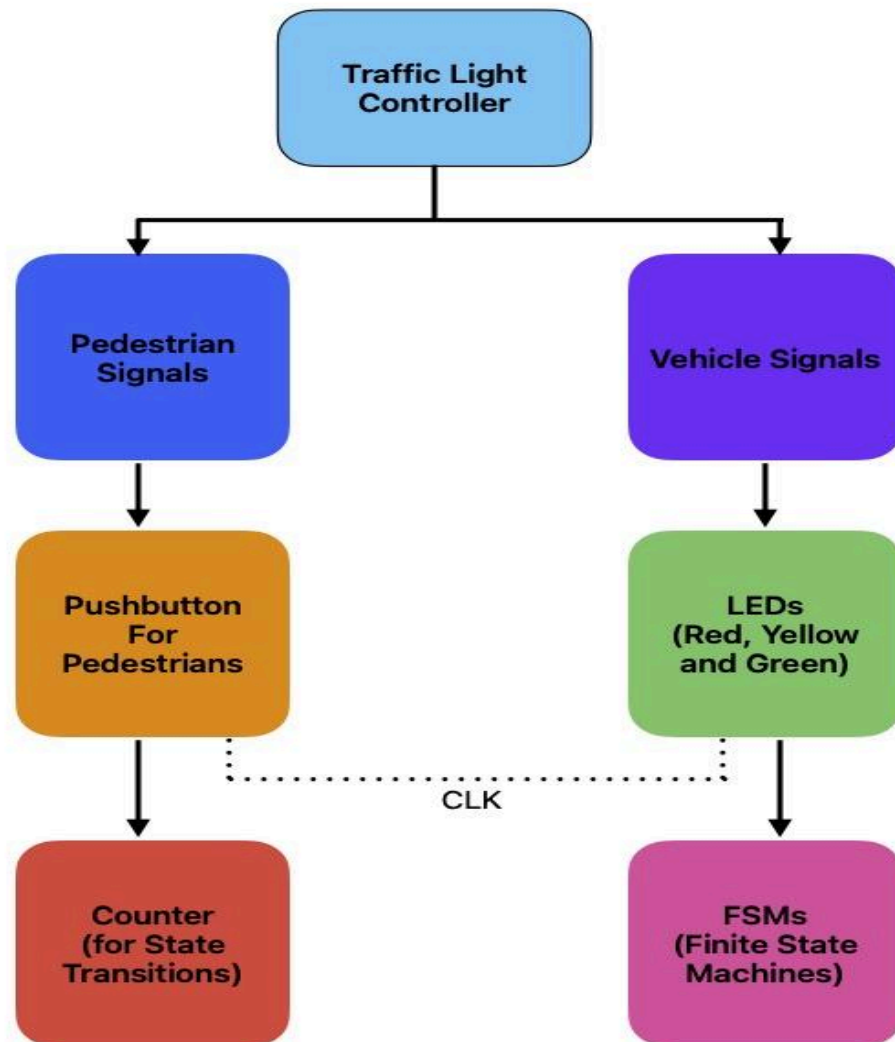 Traffic Light
Controller
Pedestrian
Signals
Vehicle Signals
Pushbutton
For
Pedestrians
LEDs
(Red, Yellow
and Green)
CLK
Counter
(for State
Transitions)
FSMs
(Finite State
Machines)